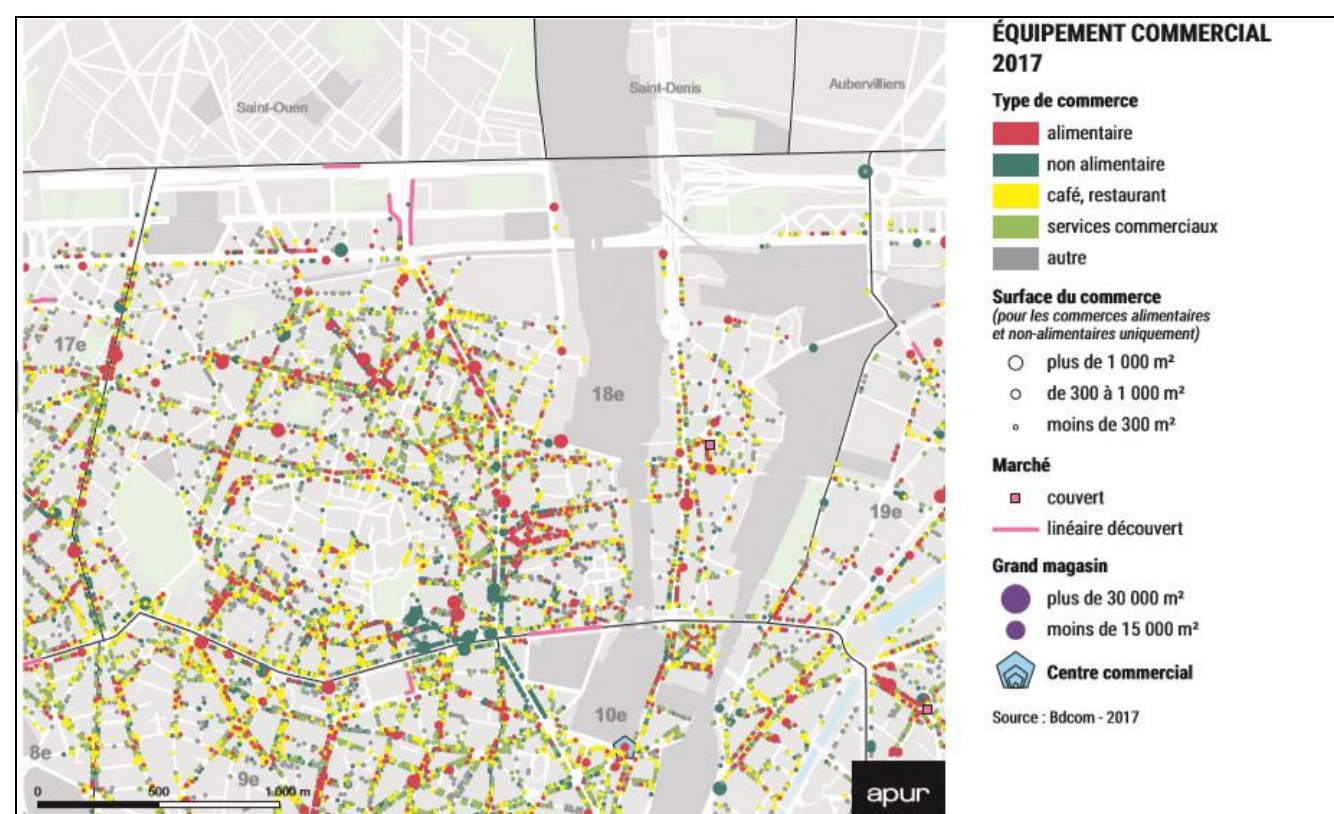 Saint-Ouen
Saint-Denis
Aubervilliers
17e
18e
19e
10e
8e
9e
0 500 1 000 m
apur
ÉQUIPEMENT COMMERCIAL
2017
Type de commerce
alimentaire
non alimentaire
café, restaurant
services commerciaux
autre
Surface du commerce
(pour les commerces alimentaires
et non-alimentaires uniquement)
plus de 1 000 m²
de 300 à 1 000 m²
moins de 300 m²
Marché
couvert
linéaire découvert
Grand magasin
plus de 30 000 m²
moins de 15 000 m²
Centre commercial
Source : Bdcom - 2017